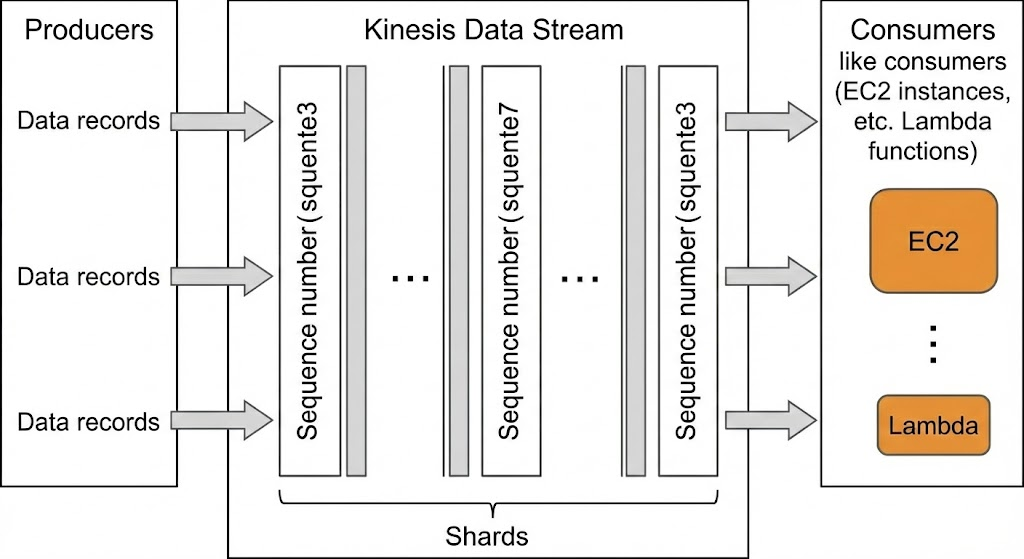 Producers
Data records
Data records
Data records
Kinesis Data Stream
Sequence number ( squente3
...
Sequence number ( squente7
...
Sequence number ( squente3
Shards
Consumers
like consumers
(EC2 instances,
etc. Lambda
functions)
EC2
Lambda